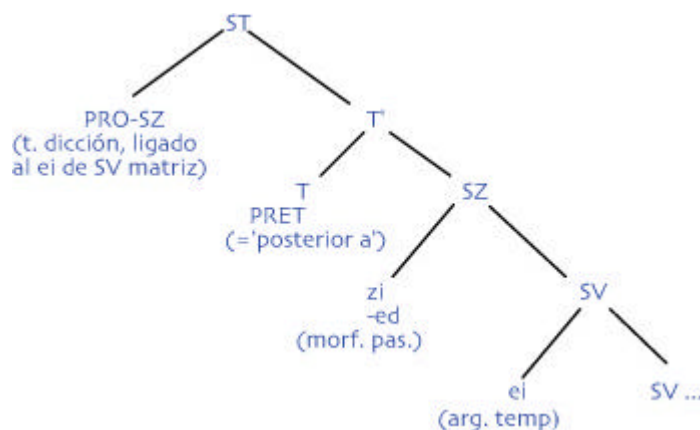 ST
PRO-SZ
(t. dicción, ligado
al ei de SV matriz)
T'
T
PRET
(='posterior a')
SZ
zi
-ed
(morf. pas.)
SV
ei
(arg. temp)
SV ...